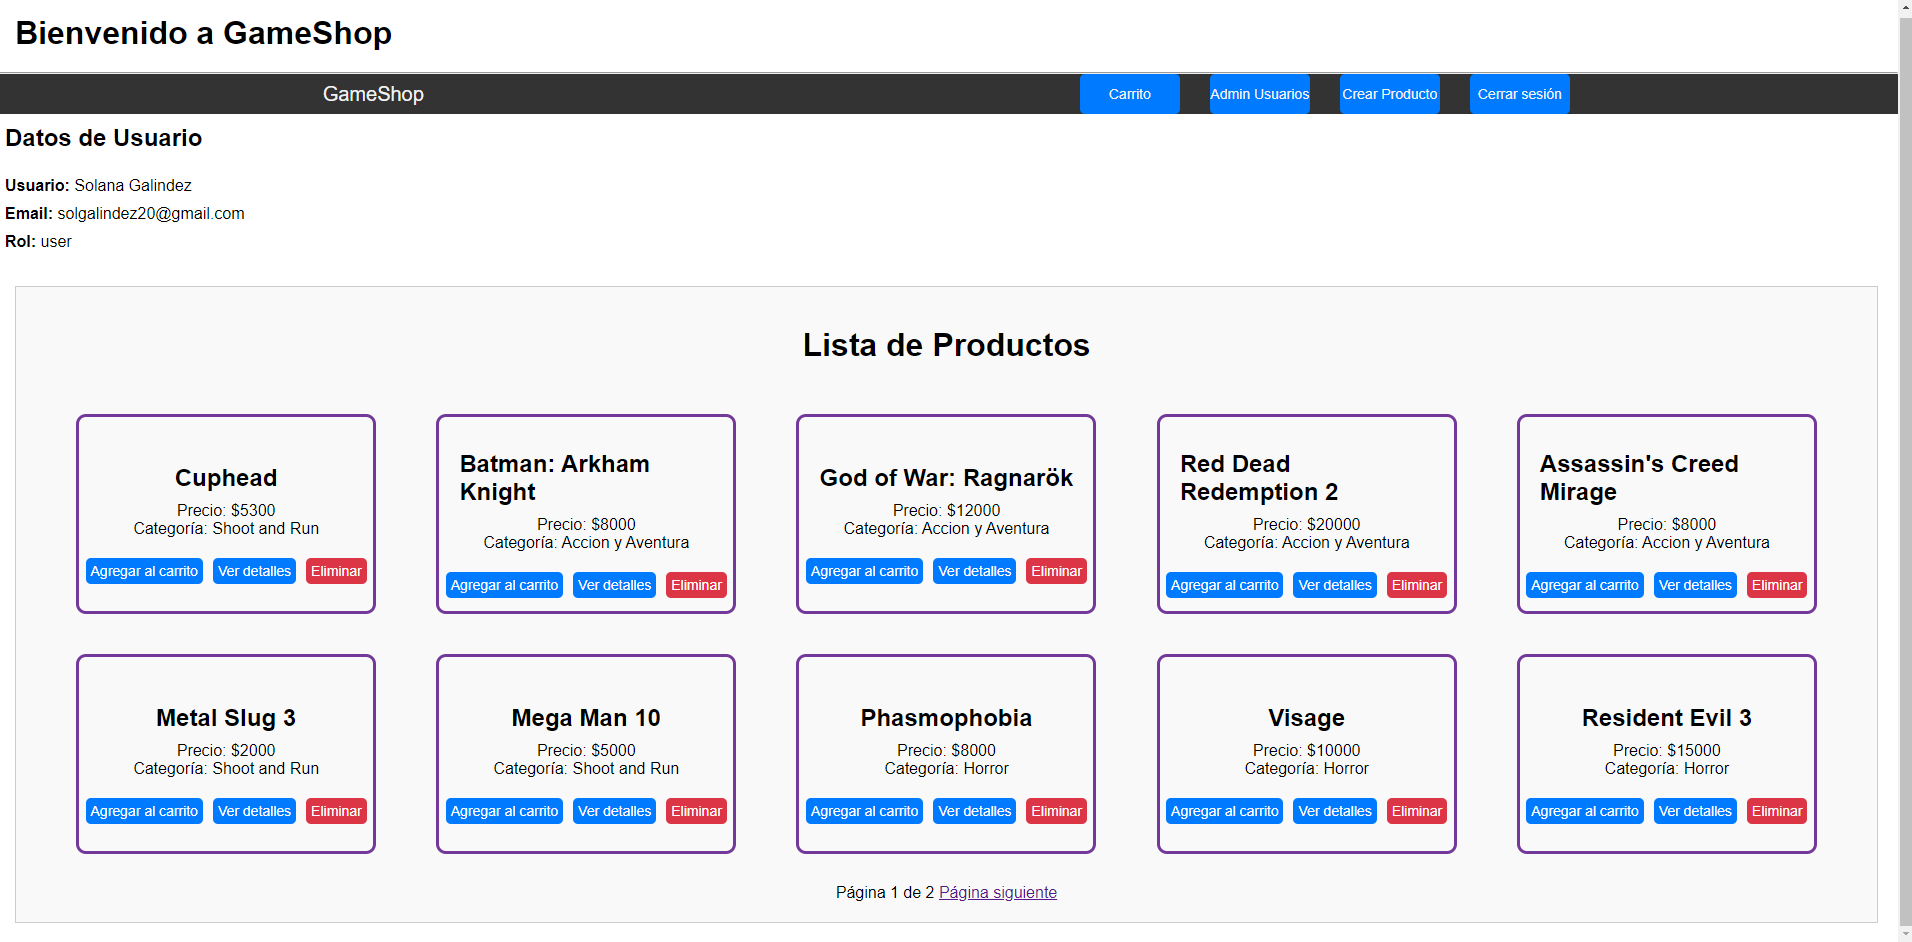 Bienvenido a GameShop
GameShop
Carrito
Admin Usuarios
Crear Producto
Cerrar sesión
Datos de Usuario
Usuario: Solana Galindez
Email: solgalindez20@gmail.com
Rol: user
Lista de Productos
Cuphead
Precio: $5300
Categoría: Shoot and Run
Agregar al carrito
Ver detalles
Eliminar
Batman: Arkham
Knight
Precio: $8000
Categoría: Accion y Aventura
Agregar al carrito
Ver detalles
Eliminar
God of War: Ragnarök
Precio: $12000
Categoría: Accion y Aventura
Agregar al carrito
Ver detalles
Eliminar
Red Dead
Redemption 2
Precio: $20000
Categoría: Accion y Aventura
Agregar al carrito
Ver detalles
Eliminar
Assassin's Creed
Mirage
Precio: $8000
Categoría: Accion y Aventura
Agregar al carrito
Ver detalles
Eliminar
Metal Slug 3
Precio: $2000
Categoría: Shoot and Run
Agregar al carrito
Ver detalles
Eliminar
Mega Man 10
Precio: $5000
Categoría: Shoot and Run
Agregar al carrito
Ver detalles
Eliminar
Phasmophobia
Precio: $8000
Categoría: Horror
Agregar al carrito
Ver detalles
Eliminar
Visage
Precio: $10000
Categoría: Horror
Agregar al carrito
Ver detalles
Eliminar
Resident Evil 3
Precio: $15000
Categoría: Horror
Agregar al carrito
Ver detalles
Eliminar
Página 1 de 2 Página siguiente